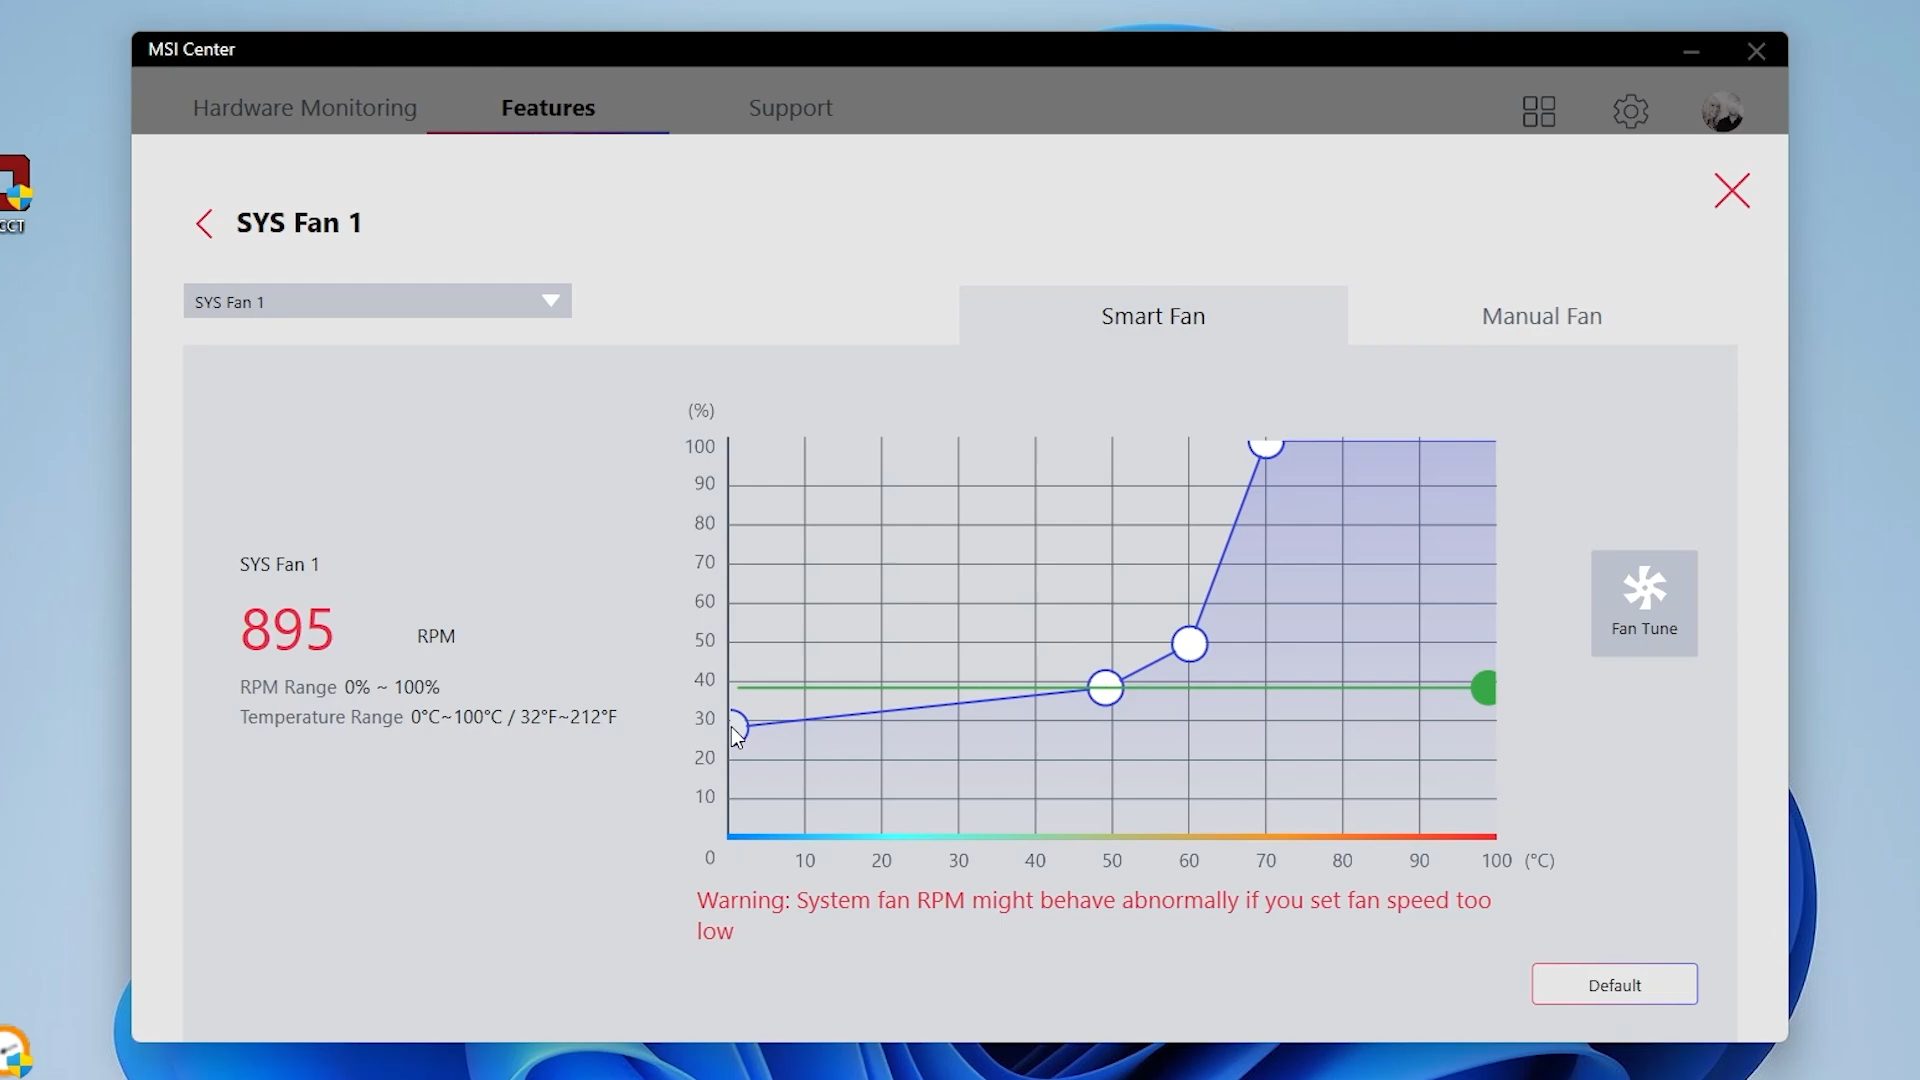 MSI Center
Hardware Monitoring
Features
Support
CCT
SYS Fan 1
SYS Fan 1
Smart Fan
Manual Fan
(%)
100
90
80
70
60
50
40
30
20
10
0
10 20 30 40 50 60 70 80 90 100 (°C)
SYS Fan 1
895 RPM
RPM Range 0% ~ 100%
Temperature Range 0°C~100°C / 32°F~212°F
Fan Tune
Warning: System fan RPM might behave abnormally if you set fan speed too
low
Default